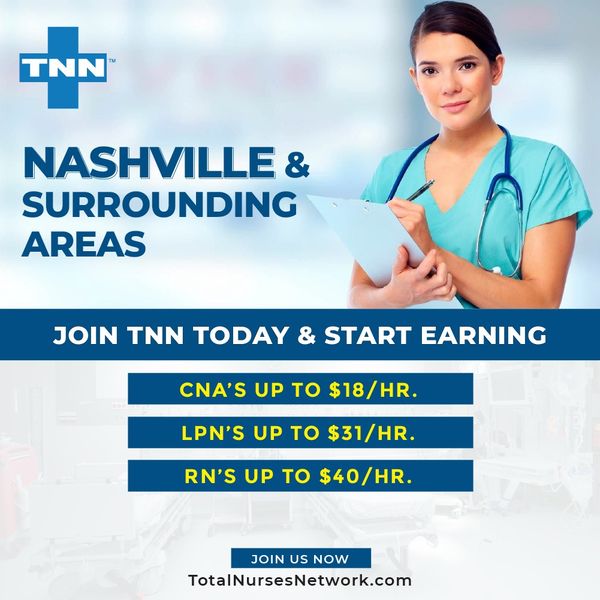 TNN™
NASHVILLE &
SURROUNDING
AREAS
JOIN TNN TODAY & START EARNING
CNA'S UP TO $18/HR.
LPN'S UP TO $31/HR.
RN'S UP TO $40/HR.
JOIN US NOW
TotalNursesNetwork.com